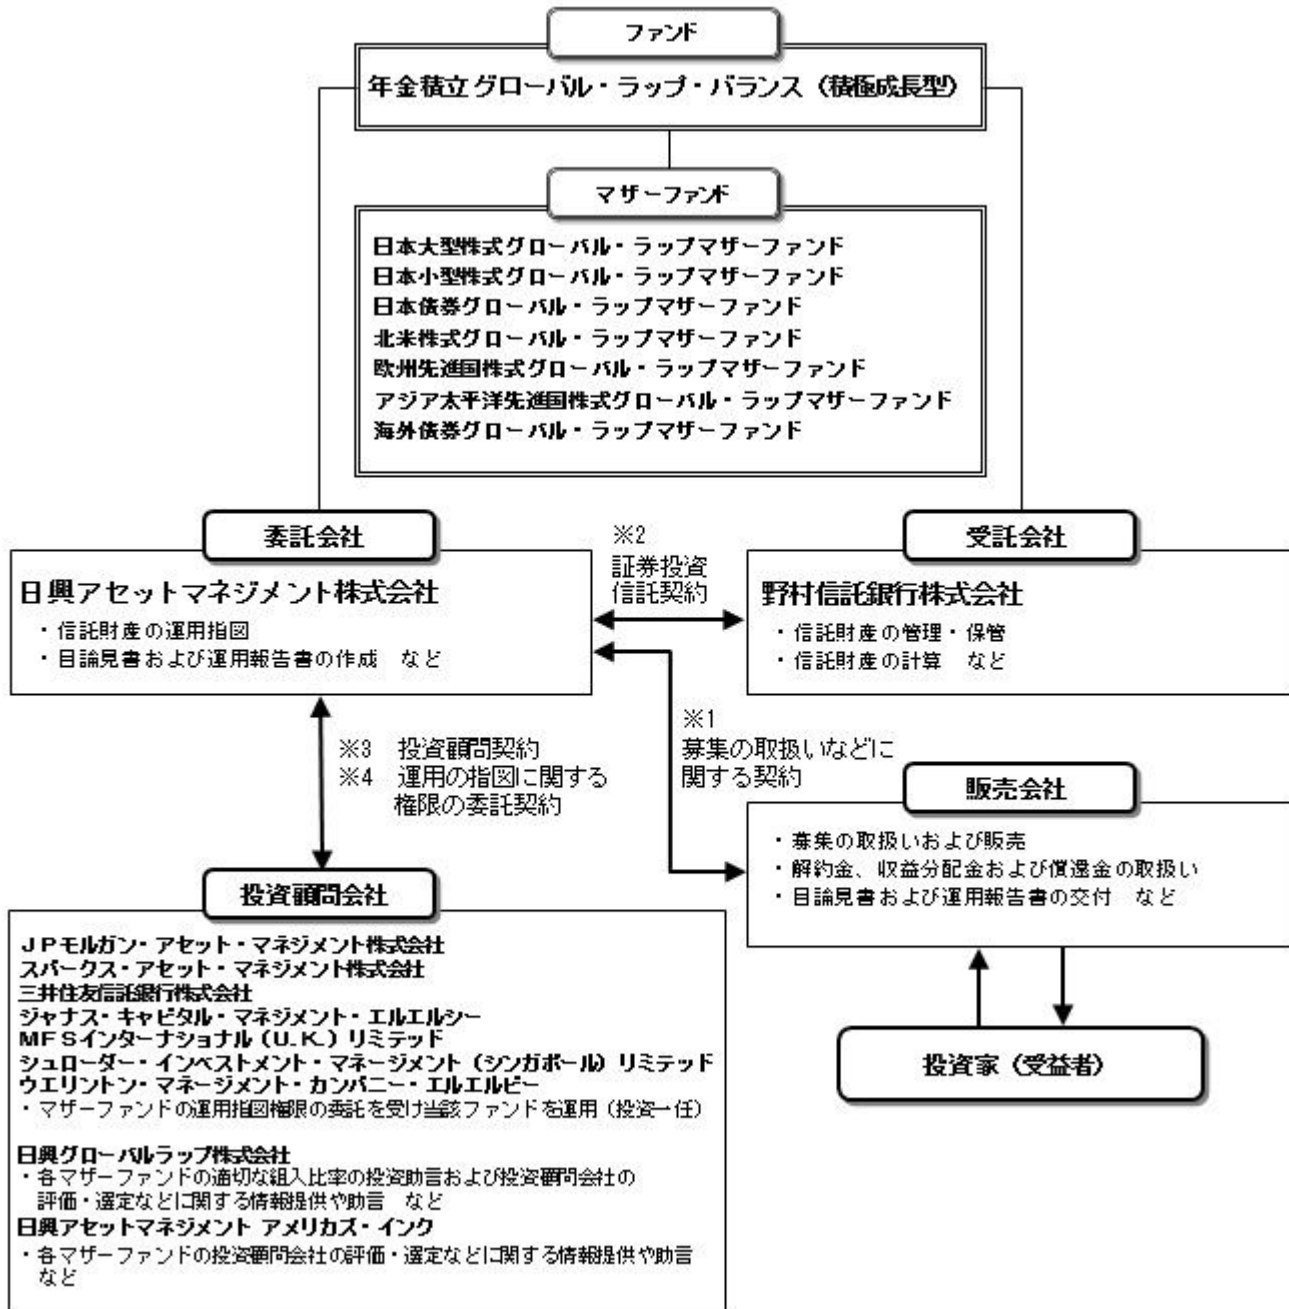 ファンド
年金積立グローバル・ラップ・バランス（積極成長型）
マザーファンド
日本大型株式グローバル・ラップマザーファンド
日本小型株式グローバル・ラップマザーファンド
日本債券グローバル・ラップマザーファンド
北米株式グローバル・ラップマザーファンド
欧州先進国株式グローバル・ラップマザーファンド
アジア太平洋先進国株式グローバル・ラップマザーファンド
海外債券グローバル・ラップマザーファンド
委託会社
日興アセットマネジメント株式会社
・信託財産の運用指図
・目論見書および運用報告書の作成　など
※2
証券投資
信託契約
受託会社
野村信託銀行株式会社
・信託財産の管理・保管
・信託財産の計算　など
※3　投資顧問契約
※4　運用の指図に関する
権限の委託契約
※1
募集の取扱いなどに
関する契約
販売会社
・募集の取扱いおよび販売
・解約金、収益分配金および償還金の取扱い
・目論見書および運用報告書の交付　など
投資家（受益者）
投資顧問会社
ＪＰモルガン・アセット・マネジメント株式会社
スパークス・アセット・マネジメント株式会社
三井住友信託銀行株式会社
ジャナス・キャピタル・マネジメント・エルエルシー
ＭＦＳインターナショナル（Ｕ.Ｋ.）リミテッド
シュローダー・インベストメント・マネージメント（シンガポール）リミテッド
ウエリントン・マネージメント・カンパニー・エルエルピー
・マザーファンドの運用指図権限の委託を受け当該ファンドを運用（投資一任）
日興グローバルラップ株式会社
・各マザーファンドの適切な組入比率の投資助言および投資顧問会社の
評価・選定などに関する情報提供や助言　など
日興アセットマネジメント アメリカズ・インク
・各マザーファンドの投資顧問会社の評価・選定などに関する情報提供や助言
など